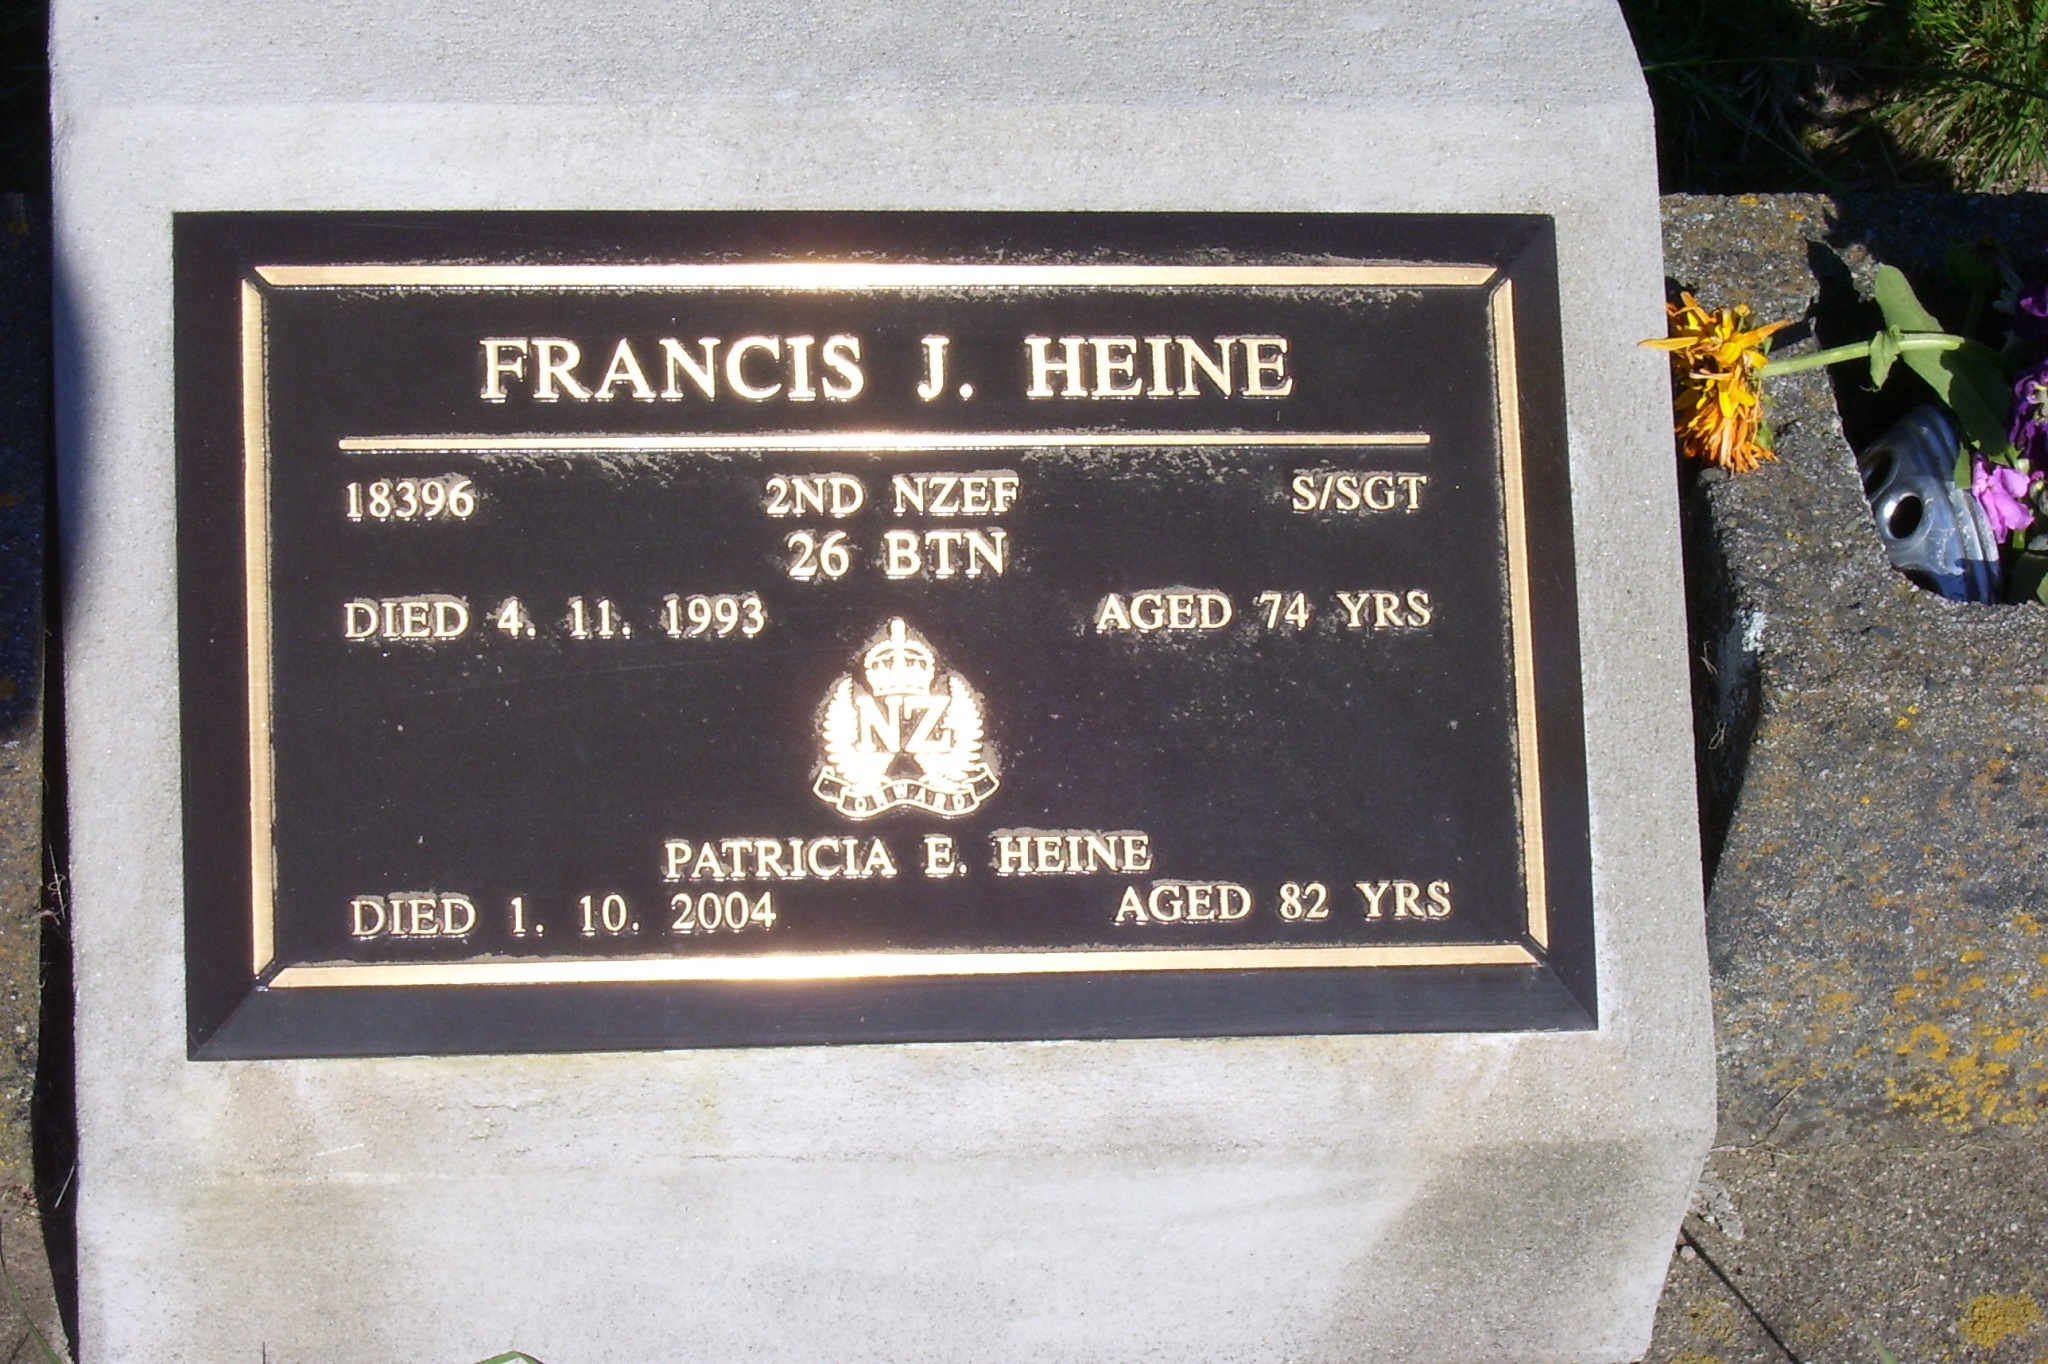 FRANCIS J. HEINE
18396 2ND NZEF S/SGT
26 BTN
DIED 4. 11. 1993 AGED 74 YRS
NZ
FORWARD
PATRICIA E. HEINE
DIED 1. 10. 2004 AGED 82 YRS